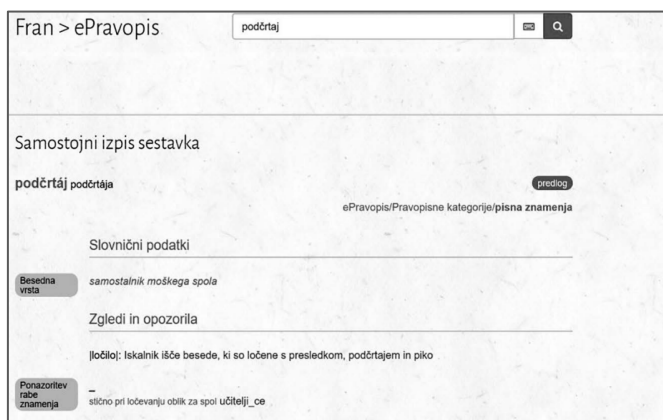 Fran > ePravopis
podčrtaj
Samostojni izpis sestavka
podčrtáj podčrtája
predlog
ePravopis/Pravopisne kategorije/pisna znamenja
Slovnični podatki
Besedna
vrsta
samostalnik moškega spola
Zgledi in opozorila
|ločilo|: Iskalnik išče besede, ki so ločene s presledkom, podčrtajem in piko
Ponazoritev
rabe
znamenja
_
stično pri ločevanju oblik za spol učitelji_ce